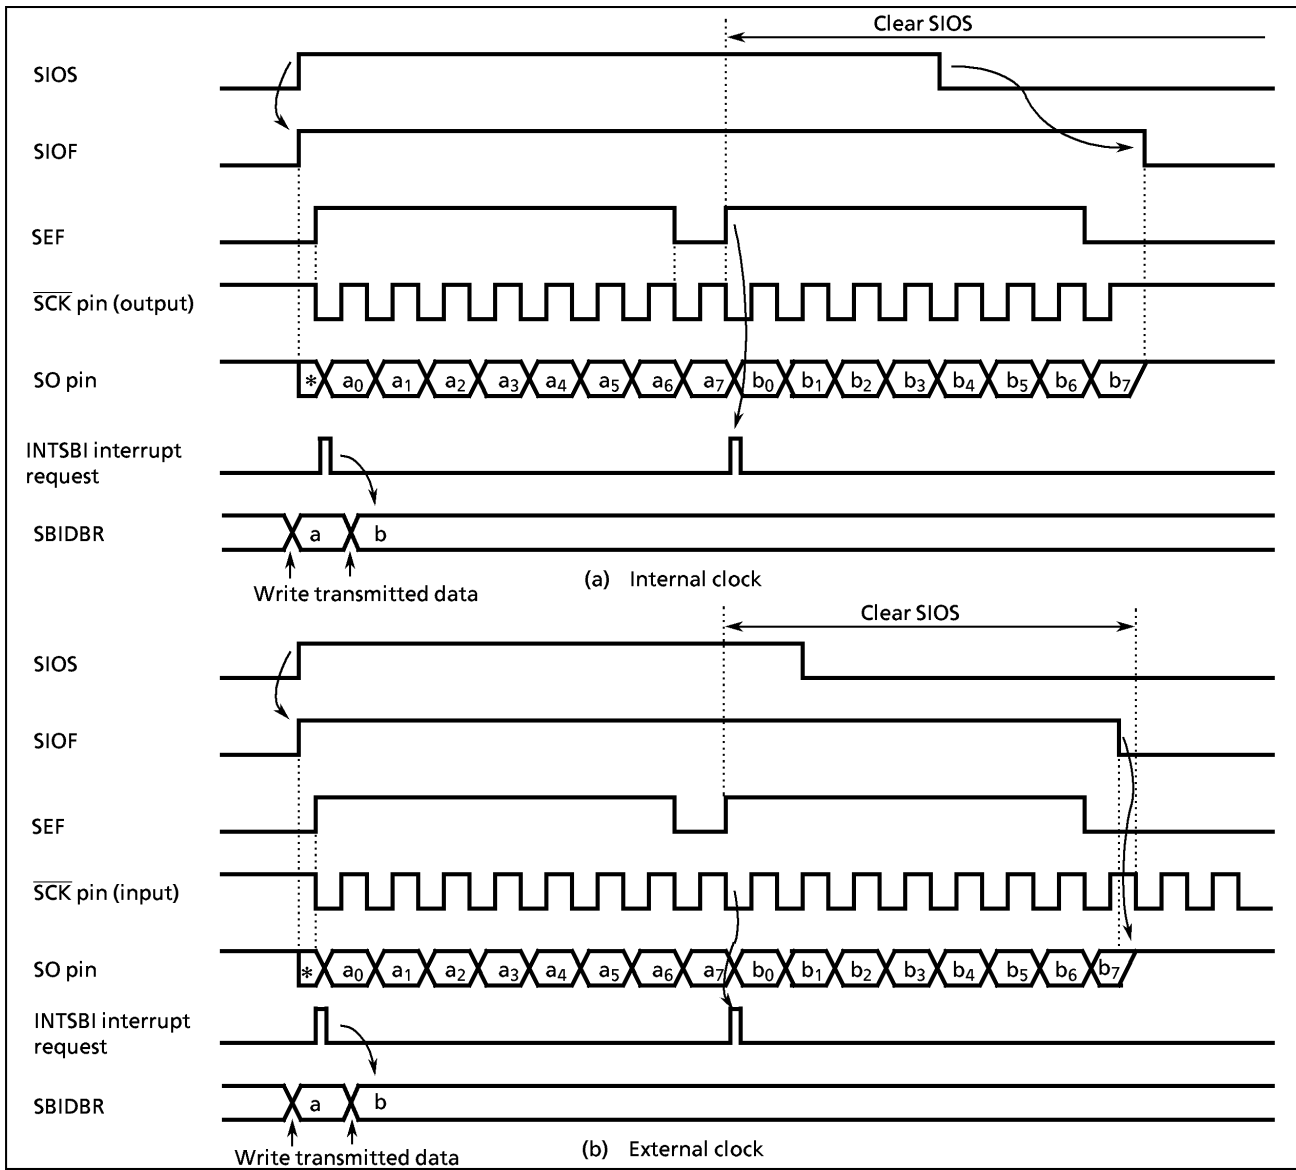 Clear SIOS
SIOS
SIOF
SEF
SCK pin (output)
SO pin
* a0 a1 a2 a3 a4 a5 a6 a7 b0 b1 b2 b3 b4 b5 b6 b7
INTSBI interrupt
request
SBIDBR
a b
Write transmitted data
(a) Internal clock
Clear SIOS
SIOS
SIOF
SEF
SCK pin (input)
SO pin
* a0 a1 a2 a3 a4 a5 a6 a7 b0 b1 b2 b3 b4 b5 b6 b7
INTSBI interrupt
request
SBIDBR
a b
Write transmitted data
(b) External clock